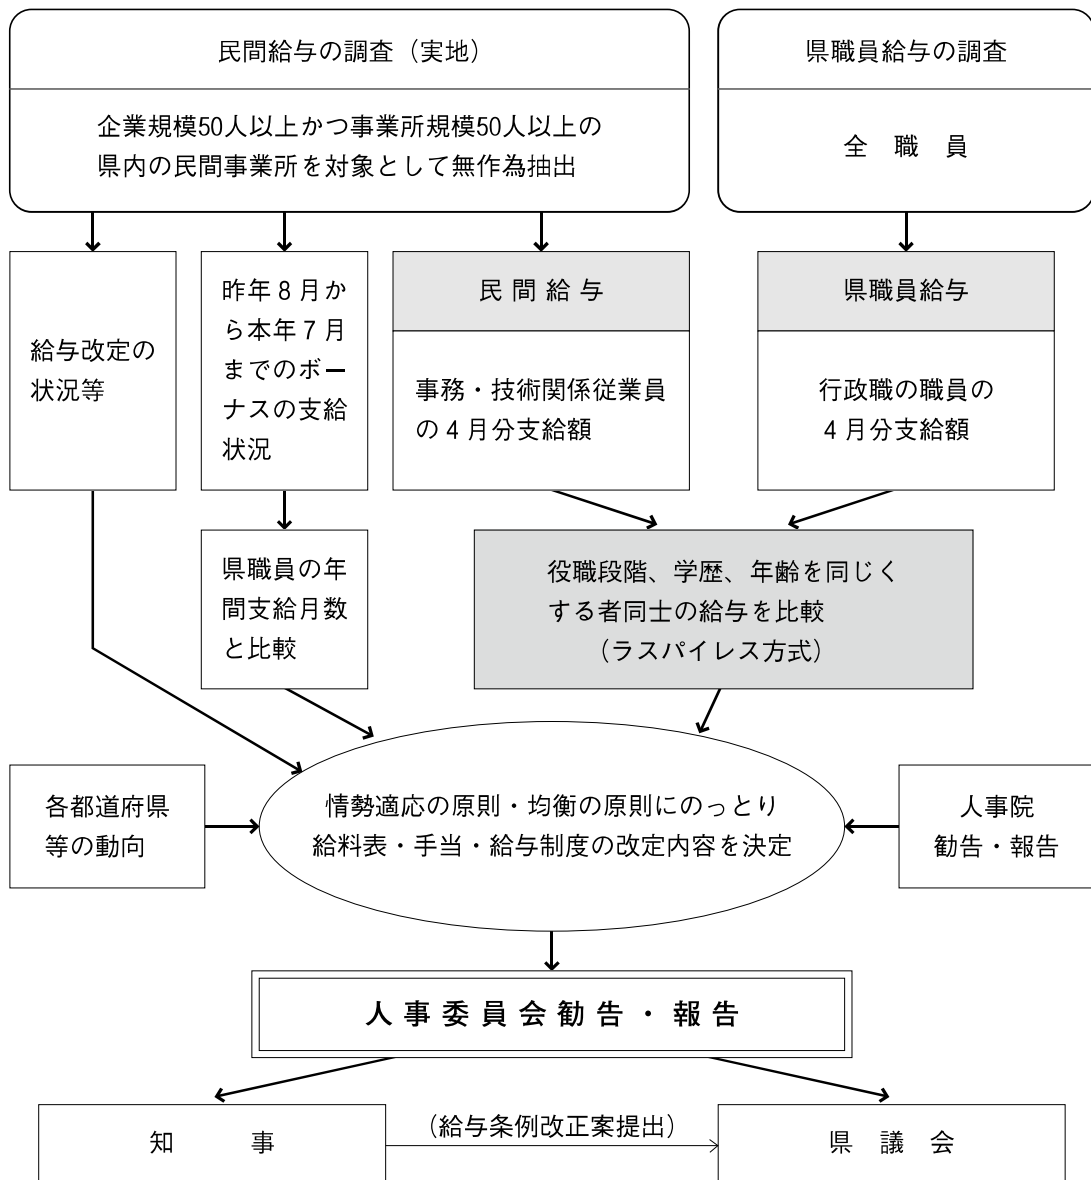 民間給与の調査（実地）
企業規模50人以上かつ事業所規模50人以上の
県内の民間事業所を対象として無作為抽出
県職員給与の調査
全　職　員
給与改定の
状況等
昨年８月か
ら本年７月
までのボー
ナスの支給
状況
民 間 給 与
事務・技術関係従業員
の４月分支給額
県職員給与
行政職の職員の
４月分支給額
県職員の年
間支給月数
と比較
役職段階、学歴、年齢を同じく
する者同士の給与を比較
（ラスパイレス方式）
各都道府県
等の動向
情勢適応の原則・均衡の原則にのっとり
給料表・手当・給与制度の改定内容を決定
人事院
勧告・報告
人 事 委 員 会 勧 告 ・ 報 告
知　　　事
（給与条例改正案提出）
県　議　会